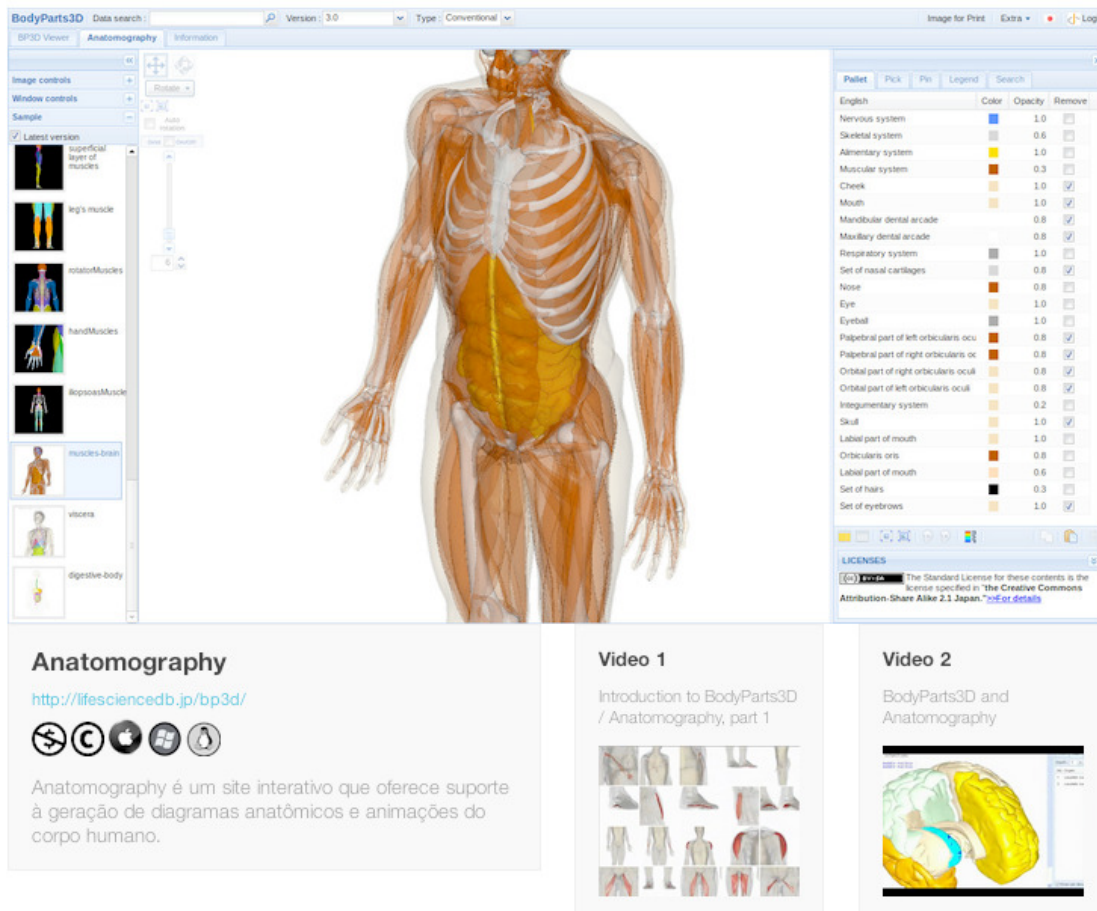 BodyParts3D Data search : Version : 3.0 Type : Conventional Image for Print Extra Log
BP3D Viewer Anatomography Information
Image controls
Window controls
Sample
Latest version
superficial
layer of
muscles
leg's muscle
rotatorMuscles
handMuscles
iliopsoasMuscle
muscles-brain
viscera
digestive-body
Rotate
Auto
rotation
6
Pallet Pick Pin Legend Search
English Color Opacity Remove
Nervous system 1.0
Skeletal system 0.6
Alimentary system 1.0
Muscular system 0.3
Cheek 1.0
Mouth 1.0
Mandibular dental arcade 0.8
Maxillary dental arcade 0.8
Respiratory system 1.0
Set of nasal cartilages 0.8
Nose 0.8
Eye 1.0
Eyeball 1.0
Palpebral part of left orbicularis ocu 0.8
Palpebral part of right orbicularis oc 0.8
Orbital part of right orbicularis oculi 0.8
Orbital part of left orbicularis oculi 0.8
Integumentary system 0.2
Skull 1.0
Labial part of mouth 1.0
Orbicularis oris 0.8
Labial part of mouth 0.6
Set of hairs 0.3
Set of eyebrows 1.0
LICENSES
(cc) BY-SA The Standard License for these contents is the
license specified in "the Creative Commons
Attribution-Share Alike 2.1 Japan.">>For details
Anatomography
http://lifesciencedb.jp/bp3d/
Anatomography é um site interativo que oferece suporte
à geração de diagramas anatômicos e animações do
corpo humano.
Video 1
Introduction to BodyParts3D
/ Anatomography, part 1
Video 2
BodyParts3D and
Anatomography